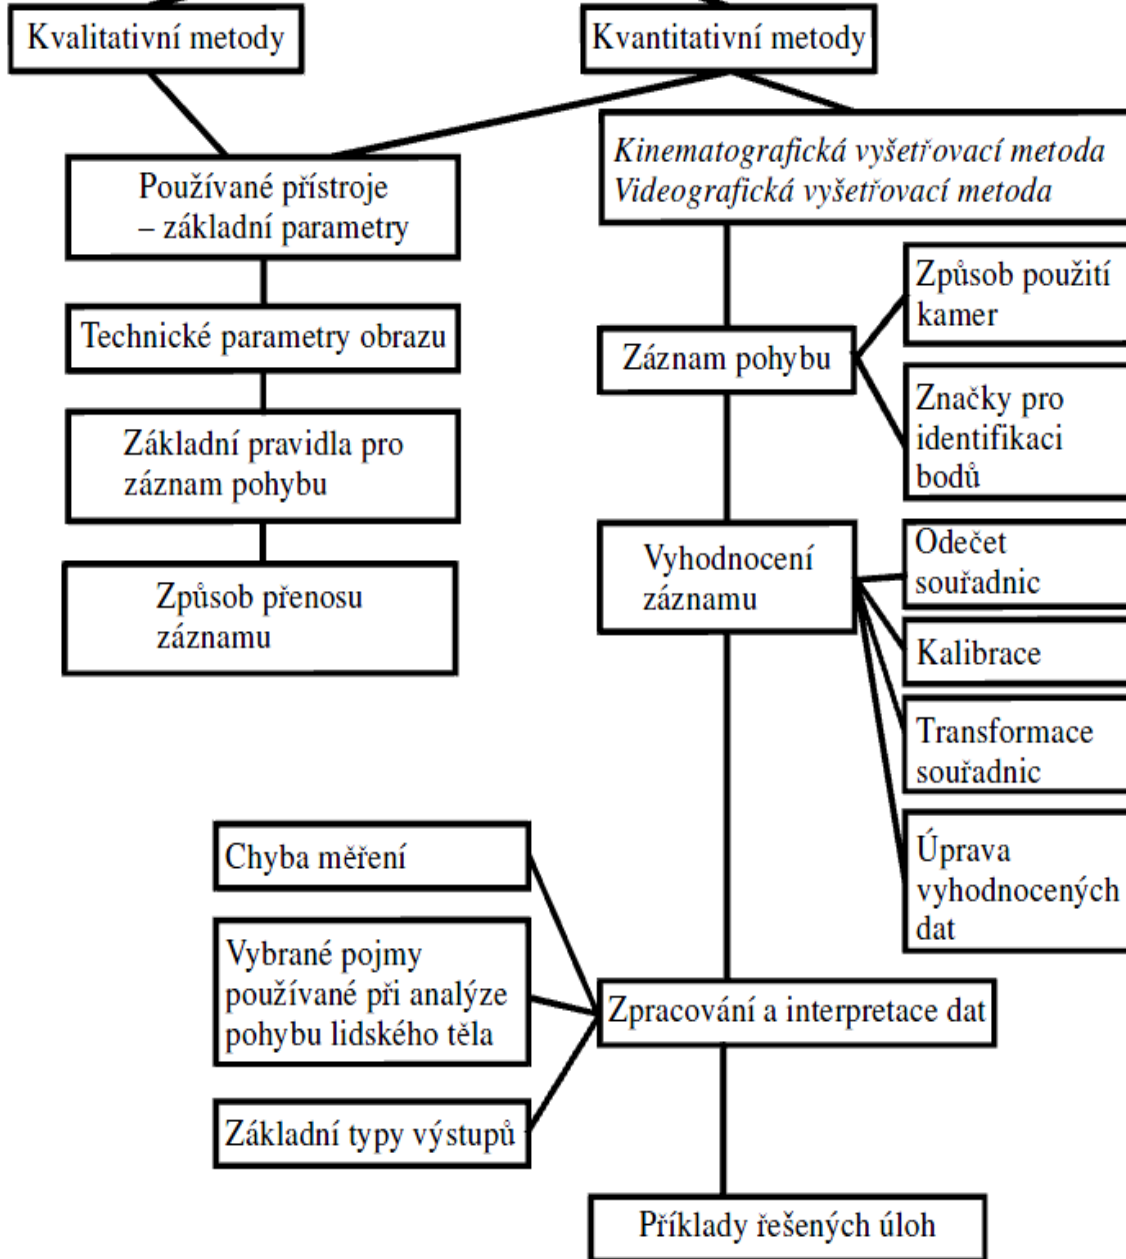 Kvalitativní metody
Kvantitativní metody
Používané přístroje
– základní parametry
Technické parametry obrazu
Základní pravidla pro
záznam pohybu
Způsob přenosu
záznamu
Kinematografická vyšetřovací metoda
Videografická vyšetřovací metoda
Záznam pohybu
Způsob použití
kamer
Značky pro
identifikaci
bodů
Vyhodnocení
záznamu
Odečet
souřadnic
Kalibrace
Transformace
souřadnic
Úprava
vyhodnocených
dat
Chyba měření
Vybrané pojmy
používané při analýze
pohybu lidského těla
Základní typy výstupů
Zpracování a interpretace dat
Příklady řešených úloh